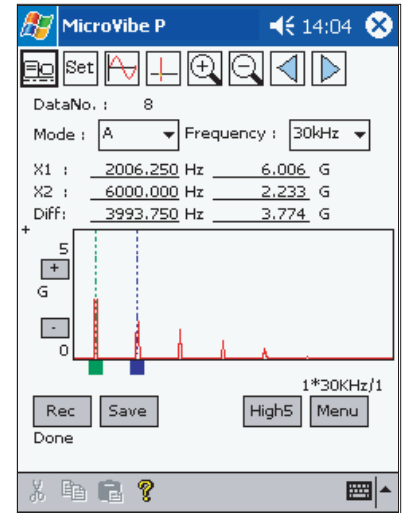 MicroVibe P 14:04
Set
DataNo. : 8
Mode : A Frequency : 30kHz
X1 : 2006.250 Hz 6.006 G
X2 : 6000.000 Hz 2.233 G
Diff: 3993.750 Hz 3.774 G
+
5
+
G
-
0
1*30KHz/1
Rec Save High5 Menu
Done